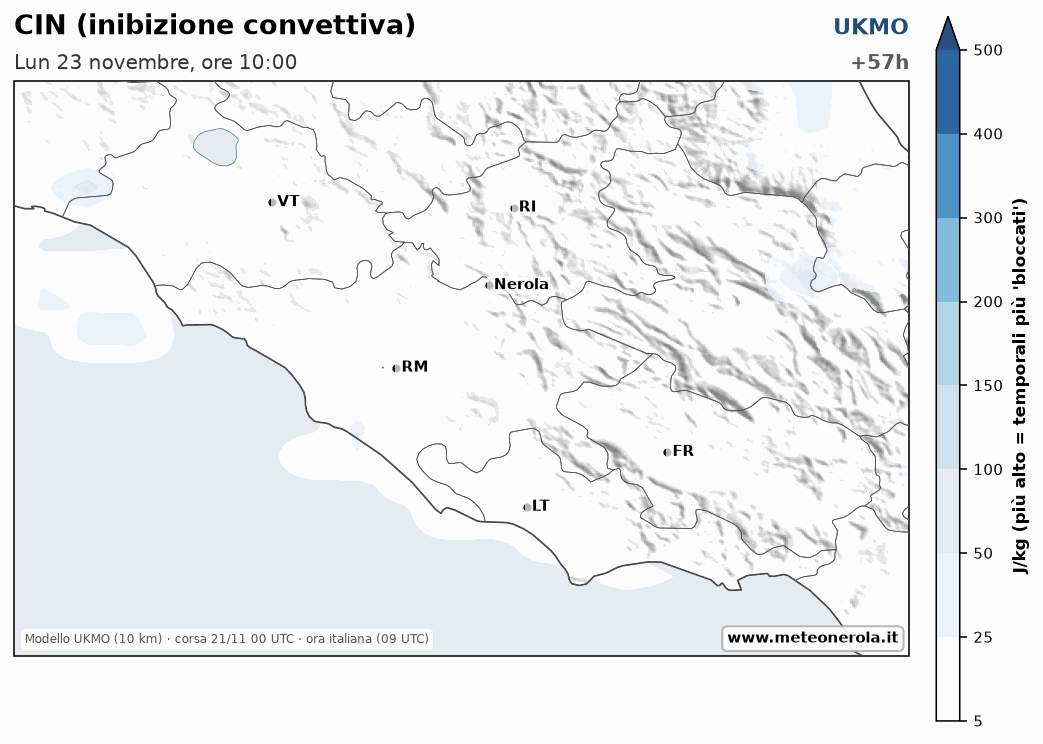 CIN (inibizione convettiva)
UKMO
Lun 23 novembre, ore 10:00
+57h
500
400
300
200
150
100
50
25
5
J/kg (più alto = temporali più 'bloccati')
VT
RI
Nerola
RM
FR
LT
Modello UKMO (10 km) · corsa 21/11 00 UTC · ora italiana (09 UTC)
www.meteonerola.it